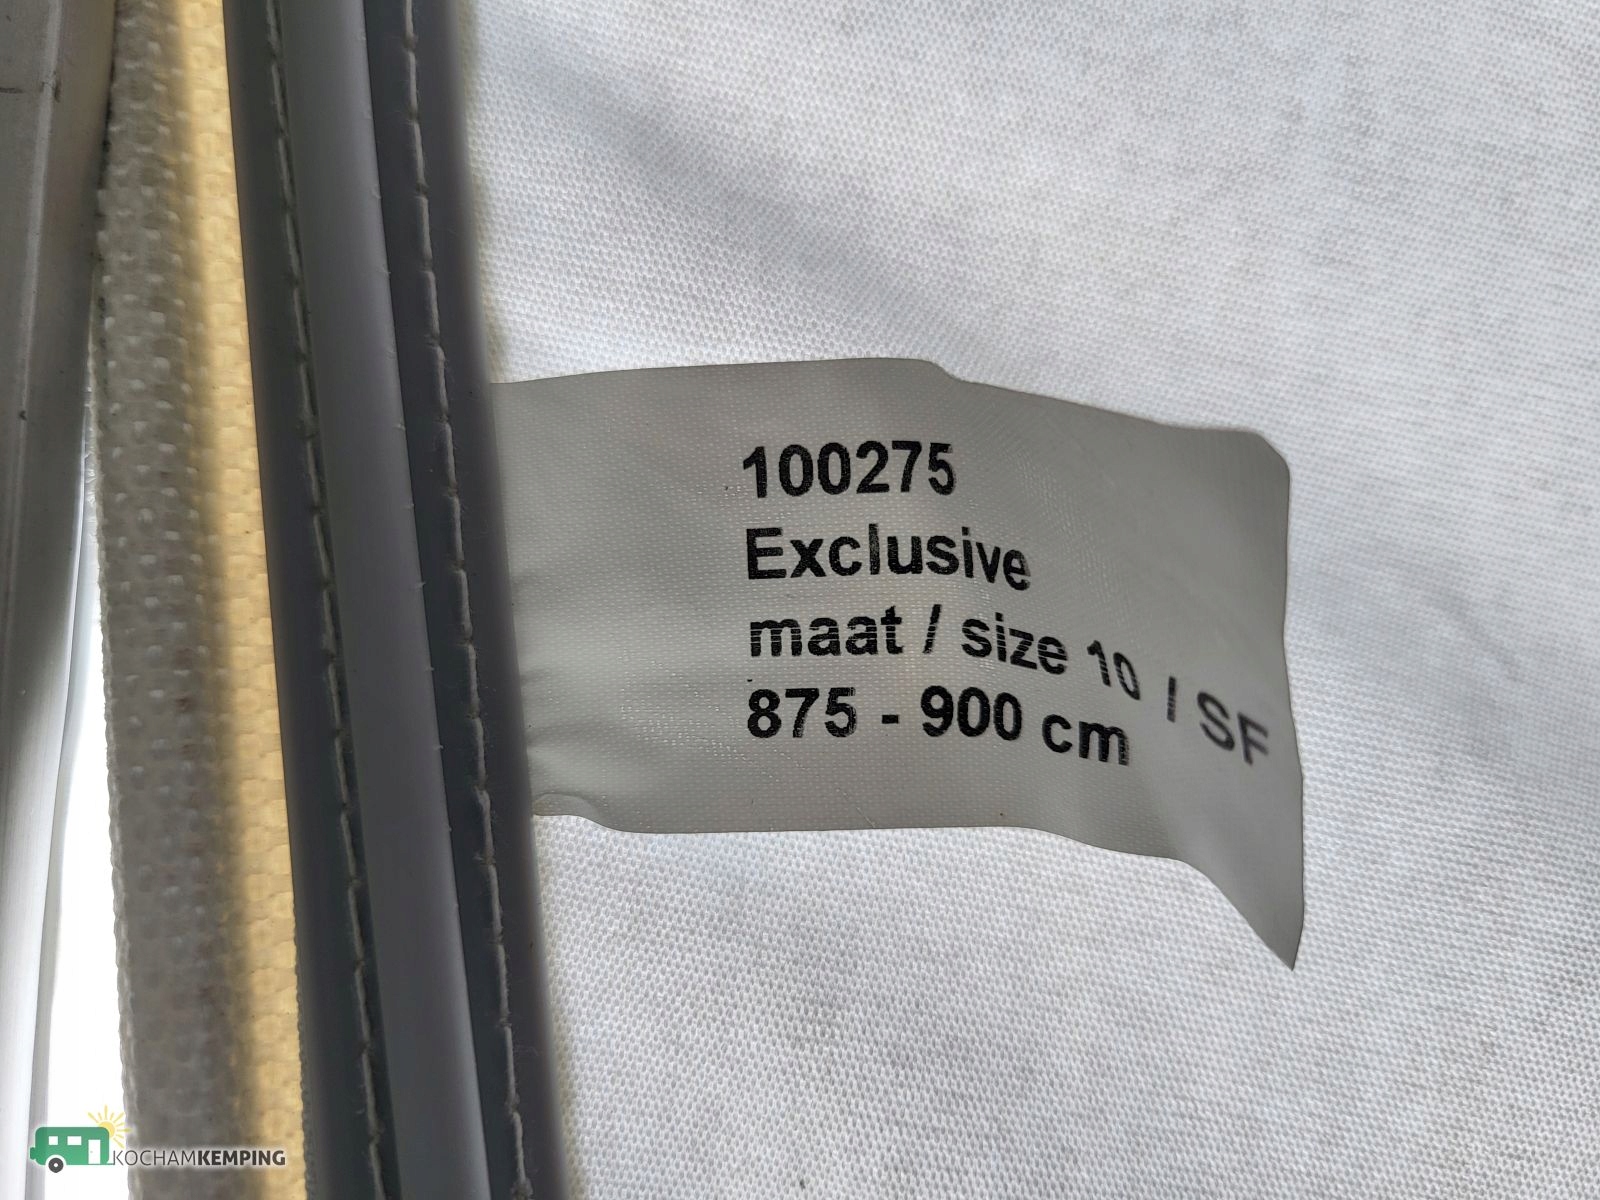 100275
Exclusive
maat / size 10 / SF
875 - 900 cm
KOCHAMKEMPING